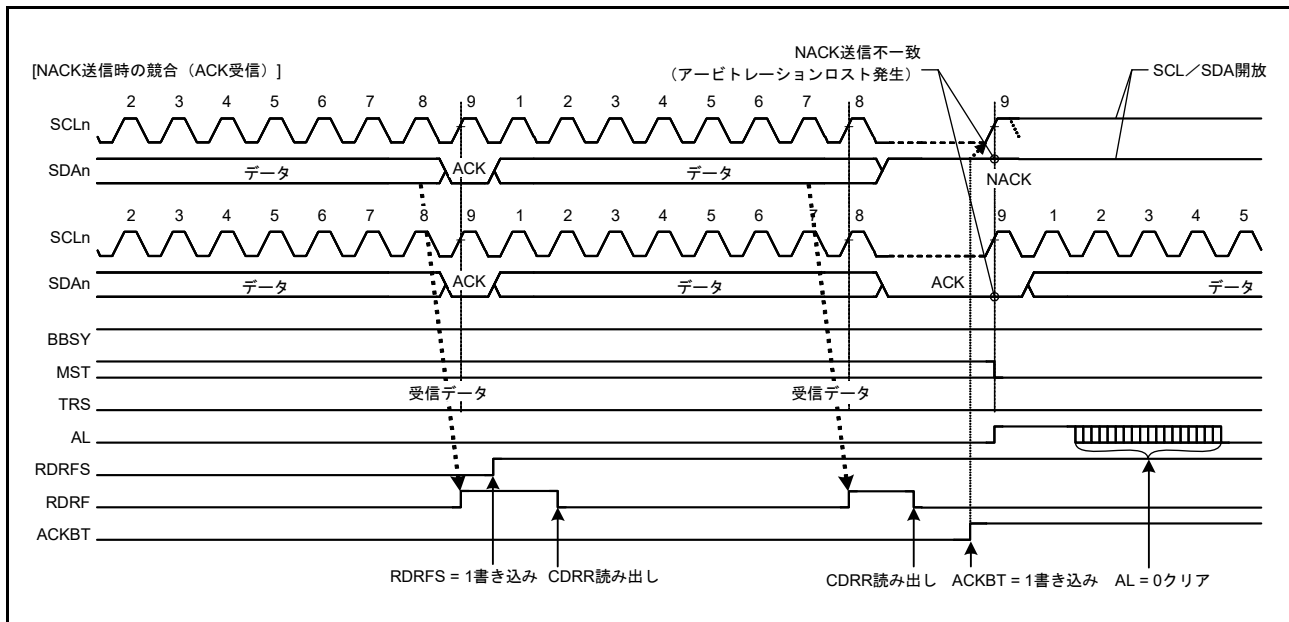 [NACK送信時の競合(ACK受信)]
NACK送信不一致
(アービトレーションロスト発生)
SCL/SDA開放
2 3 4 5 6 7 8 9 1 2 3 4 5 6 7 8 9
SCLn
SDAn データ ACK データ NACK
2 3 4 5 6 7 8 9 1 2 3 4 5 6 7 8 9 1 2 3 4 5
SCLn
SDAn データ ACK データ ACK データ
BBSY
MST
受信データ 受信データ
TRS
AL
RDRFS
RDRF
ACKBT
RDRFS = 1書き込み CDRR読み出し CDRR読み出し ACKBT = 1書き込み AL = 0クリア